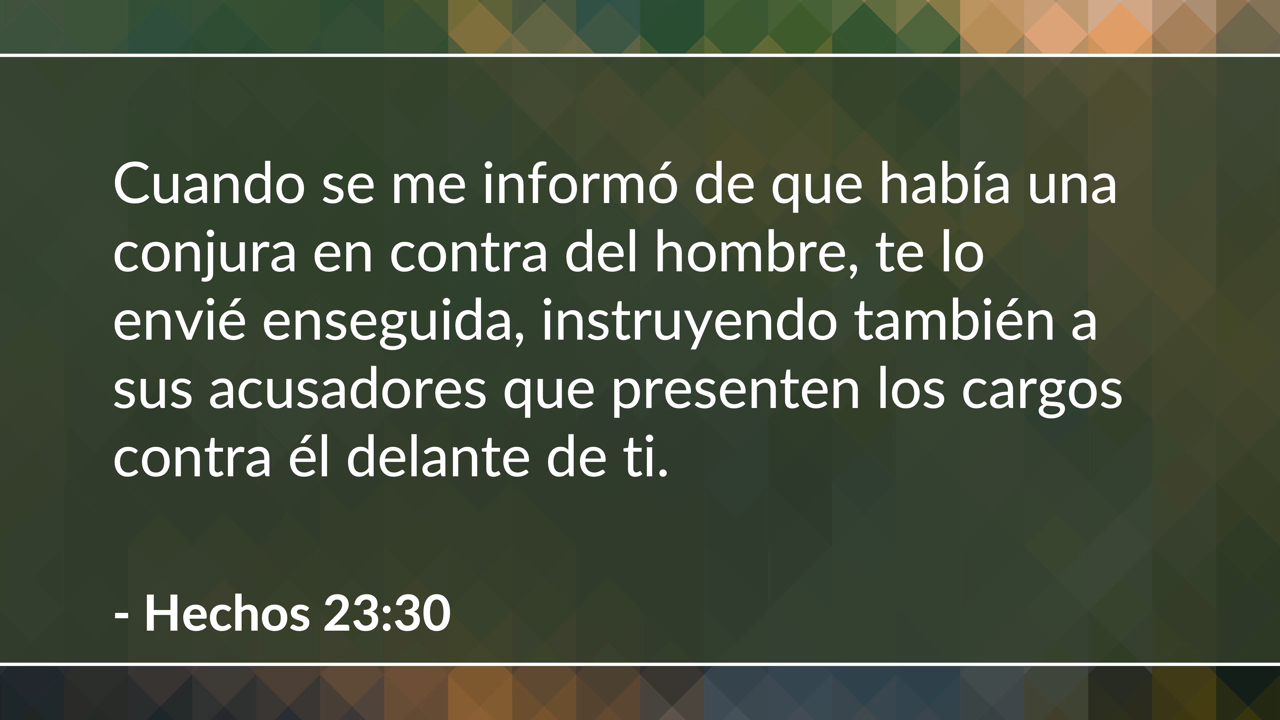 Cuando se me informó de que había una
conjura en contra del hombre, te lo
envié enseguida, instruyendo también a
sus acusadores que presenten los cargos
contra él delante de ti.
- Hechos 23:30